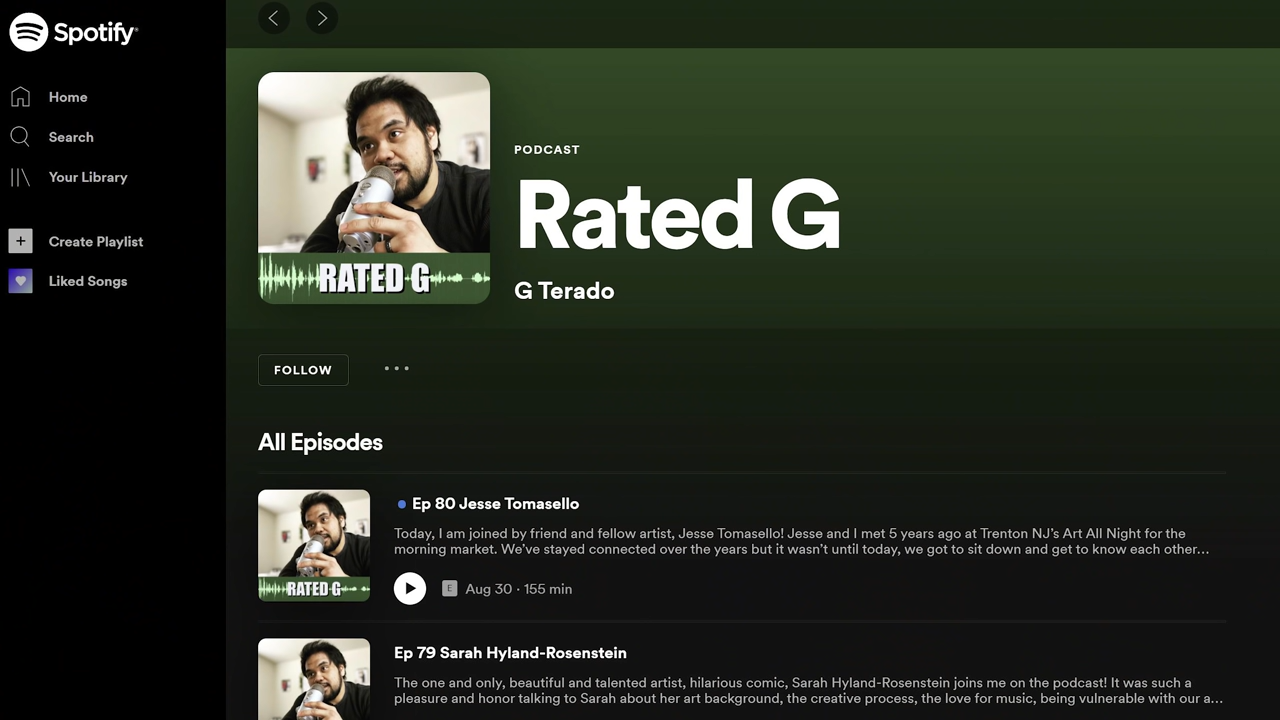 Spotify
Home
Search
Your Library
Create Playlist
Liked Songs
PODCAST
Rated G
G Terado
RATED G
FOLLOW
All Episodes
RATED G
Ep 80 Jesse Tomasello
Today, I am joined by friend and fellow artist, Jesse Tomasello! Jesse and I met 5 years ago at Trenton NJ's Art All Night for the
morning market. We've stayed connected over the years but it wasn't until today, we got to sit down and get to know each other...
E Aug 30 · 155 min
Ep 79 Sarah Hyland-Rosenstein
The one and only, beautiful and talented artist, hilarious comic, Sarah Hyland-Rosenstein joins me on the podcast! It was such a
pleasure and honor talking to Sarah about her art background, the creative process, the love for music, being vulnerable with our a...